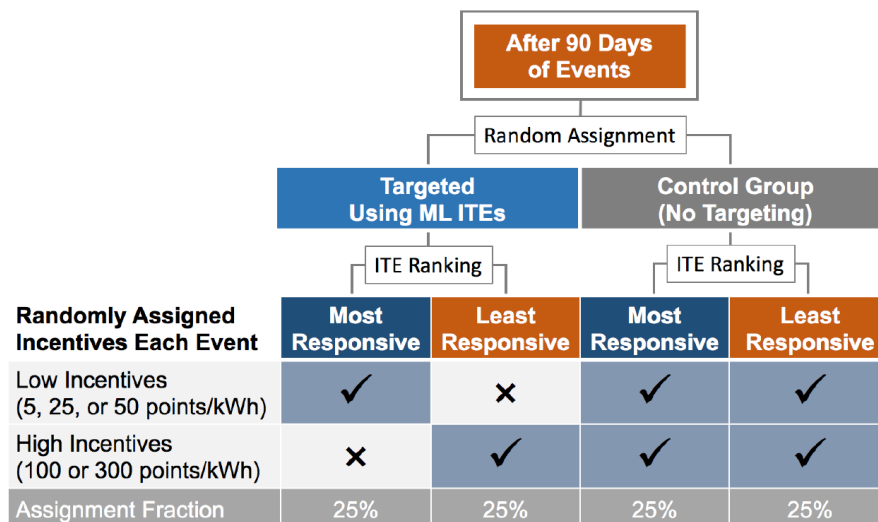 After 90 Days
of Events
Random Assignment
Targeted
Using ML ITEs
Control Group
(No Targeting)
ITE Ranking
ITE Ranking
Randomly Assigned
Incentives Each Event
Most
Responsive
Least
Responsive
Most
Responsive
Least
Responsive
Low Incentives
(5, 25, or 50 points/kWh)
High Incentives
(100 or 300 points/kWh)
Assignment Fraction 25% 25% 25% 25%